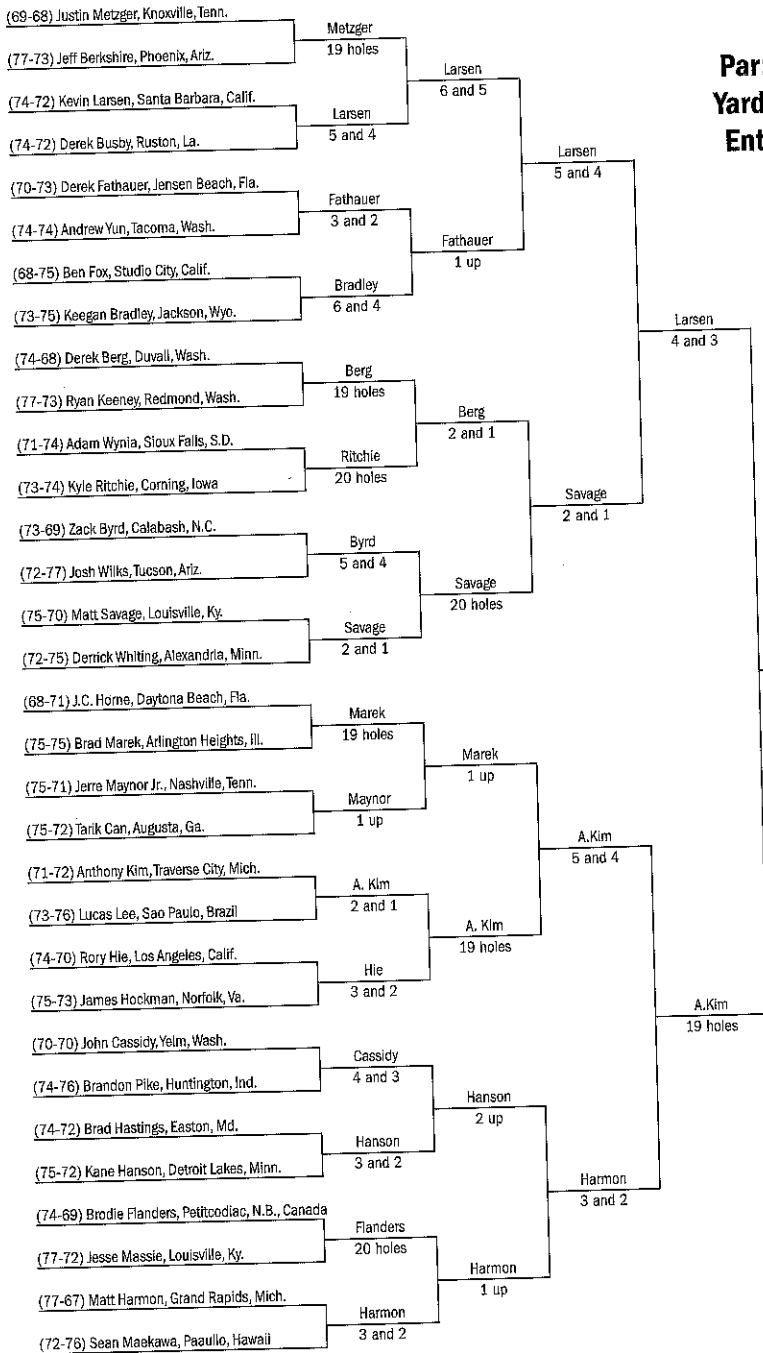 (69-68) Justin Metzger, Knoxville, Tenn.
(77-73) Jeff Berkshire, Phoenix, Ariz.
(74-72) Kevin Larsen, Santa Barbara, Calif.
(74-72) Derek Busby, Ruston, La.
(70-73) Derek Fathauer, Jensen Beach, Fla.
(74-74) Andrew Yun, Tacoma, Wash.
(68-75) Ben Fox, Studio City, Calif.
(73-75) Keegan Bradley, Jackson, Wyo.
(74-68) Derek Berg, Duvall, Wash.
(77-73) Ryan Keeney, Redmond, Wash.
(71-74) Adam Wynia, Sioux Falls, S.D.
(73-74) Kyle Ritchie, Corning, Iowa
(73-69) Zack Byrd, Calabash, N.C.
(72-77) Josh Wilks, Tucson, Ariz.
(75-70) Matt Savage, Louisville, Ky.
(72-75) Derrick Whiting, Alexandria, Minn.
(68-71) J.C. Horne, Daytona Beach, Fla.
(75-75) Brad Marek, Arlington Heights, Ill.
(75-71) Jerre Maynor Jr., Nashville, Tenn.
(75-72) Tarik Can, Augusta, Ga.
(71-72) Anthony Kim, Traverse City, Mich.
(73-76) Lucas Lee, Sao Paulo, Brazil
(74-70) Rory Hie, Los Angeles, Calif.
(75-73) James Hockman, Norfolk, Va.
(70-70) John Cassidy, Yelm, Wash.
(74-76) Brandon Pike, Huntington, Ind.
(74-72) Brad Hastings, Easton, Md.
(75-72) Kane Hanson, Detroit Lakes, Minn.
(74-69) Brodie Flanders, Petitcodiac, N.B., Canada
(77-72) Jesse Massie, Louisville, Ky.
(77-67) Matt Harmon, Grand Rapids, Mich.
(72-76) Sean Maekawa, Paauilo, Hawaii
Metzger
19 holes
Larsen
5 and 4
Fathauer
3 and 2
Bradley
6 and 4
Berg
19 holes
Ritchie
20 holes
Byrd
5 and 4
Savage
2 and 1
Marek
19 holes
Maynor
1 up
A. Kim
2 and 1
Hie
3 and 2
Cassidy
4 and 3
Hanson
3 and 2
Flanders
20 holes
Harmon
3 and 2
Larsen
6 and 5
Fathauer
1 up
Berg
2 and 1
Savage
20 holes
Marek
1 up
A. Kim
19 holes
Hanson
2 up
Harmon
1 up
Larsen
5 and 4
Savage
2 and 1
A.Kim
5 and 4
Harmon
3 and 2
Larsen
4 and 3
A.Kim
19 holes
Par:
Yard
Ent